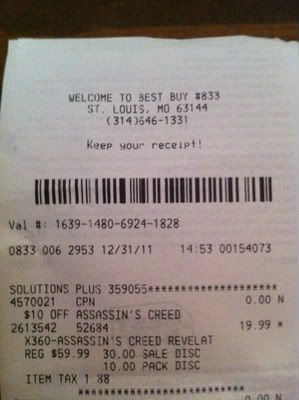 WELCOME TO BEST BUY #833
ST. LOUIS, MO 63144
(314)646-1331
Keep your receipt!
Val #: 1639-1480-6924-1828
0833 006 2953 12/31/11 14:53 00154073
SOLUTIONS PLUS 359055******************
4570021 CPN 0.00 N
$10 OFF ASSASSIN'S CREED
2613542 52684 19.99 *
X360-ASSASSIN'S CREED REVELAT
REG $59.99 30.00 SALE DISC
10.00 PACK DISC
ITEM TAX 1.88
0.00 N